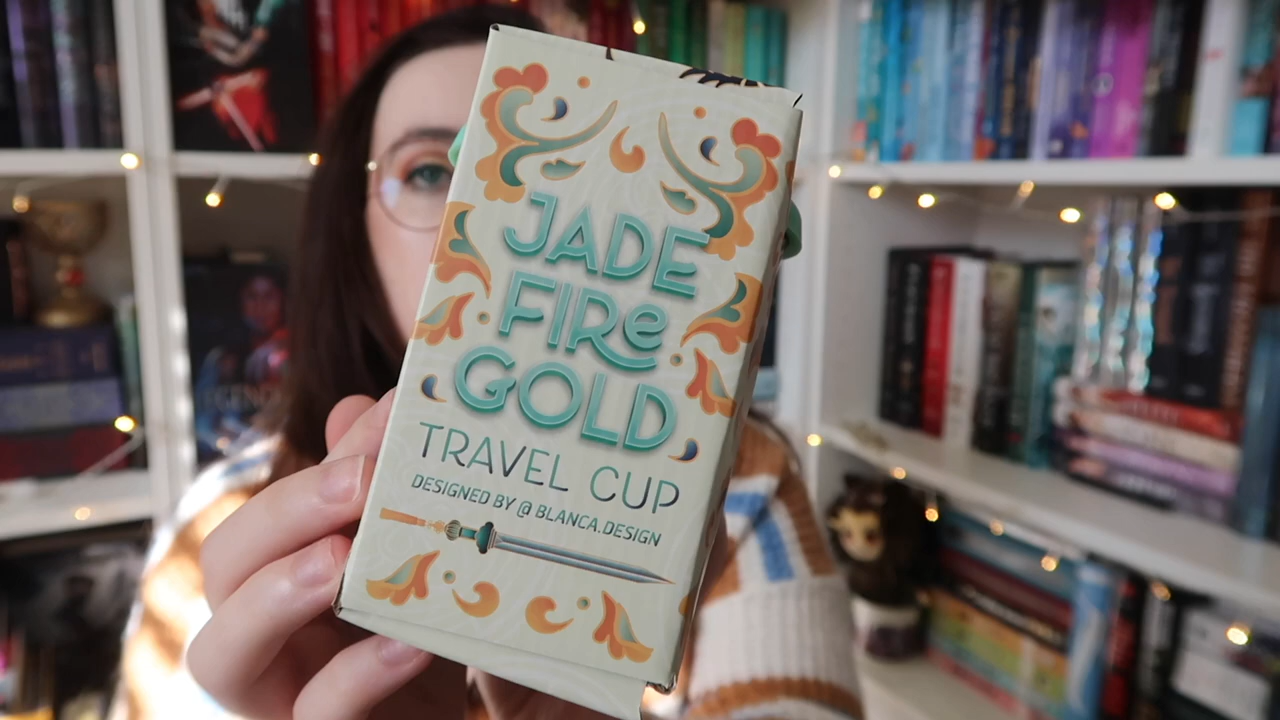 JADE
FIRe
GOLD
TRAVEL CUP
DESIGNED BY @ BLANCA.DESIGN